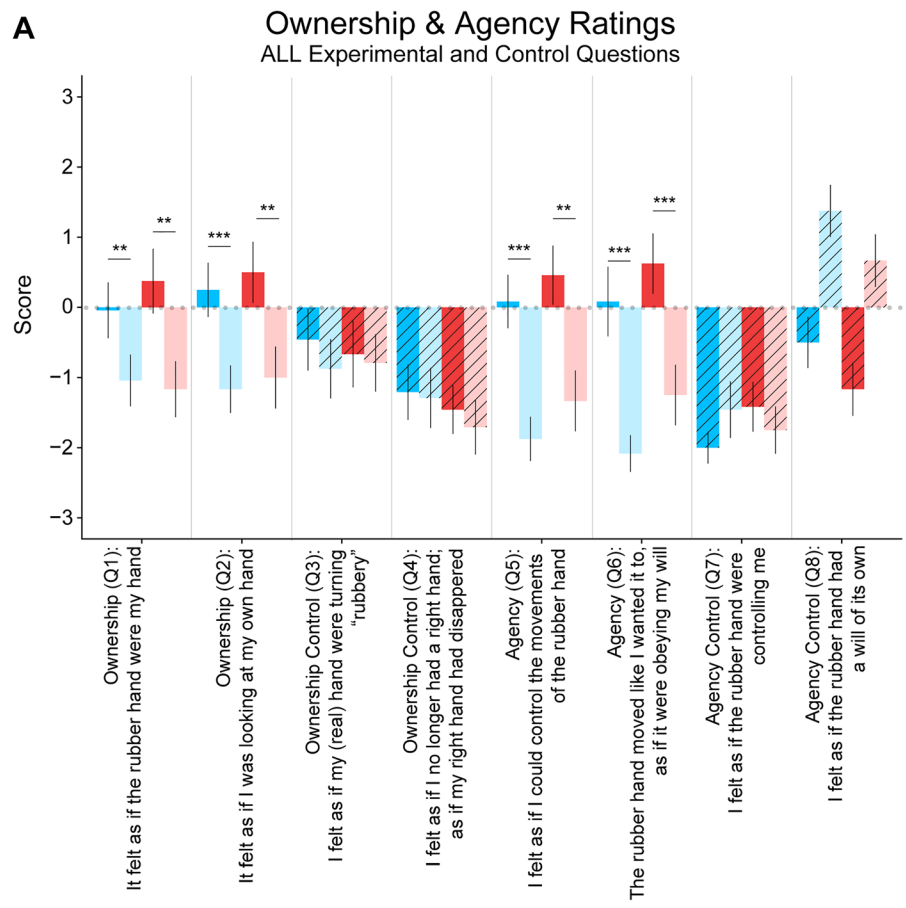 A
Ownership & Agency Ratings
ALL Experimental and Control Questions
Score
3
2
1
0
−1
−2
−3
**
**
***
**
***
**
***
***
Ownership (Q1):
It felt as if the rubber hand were my hand
Ownership (Q2):
It felt as if I was looking at my own hand
Ownership Control (Q3):
I felt as if my (real) hand were turning
“rubbery”
Ownership Control (Q4):
I felt as if I no longer had a right hand;
as if my right hand had disappered
Agency (Q5):
I felt as if I could control the movements
of the rubber hand
Agency (Q6):
The rubber hand moved like I wanted it to,
as if it were obeying my will
Agency Control (Q7):
I felt as if the rubber hand were
controlling me
Agency Control (Q8):
I felt as if the rubber hand had
a will of its own